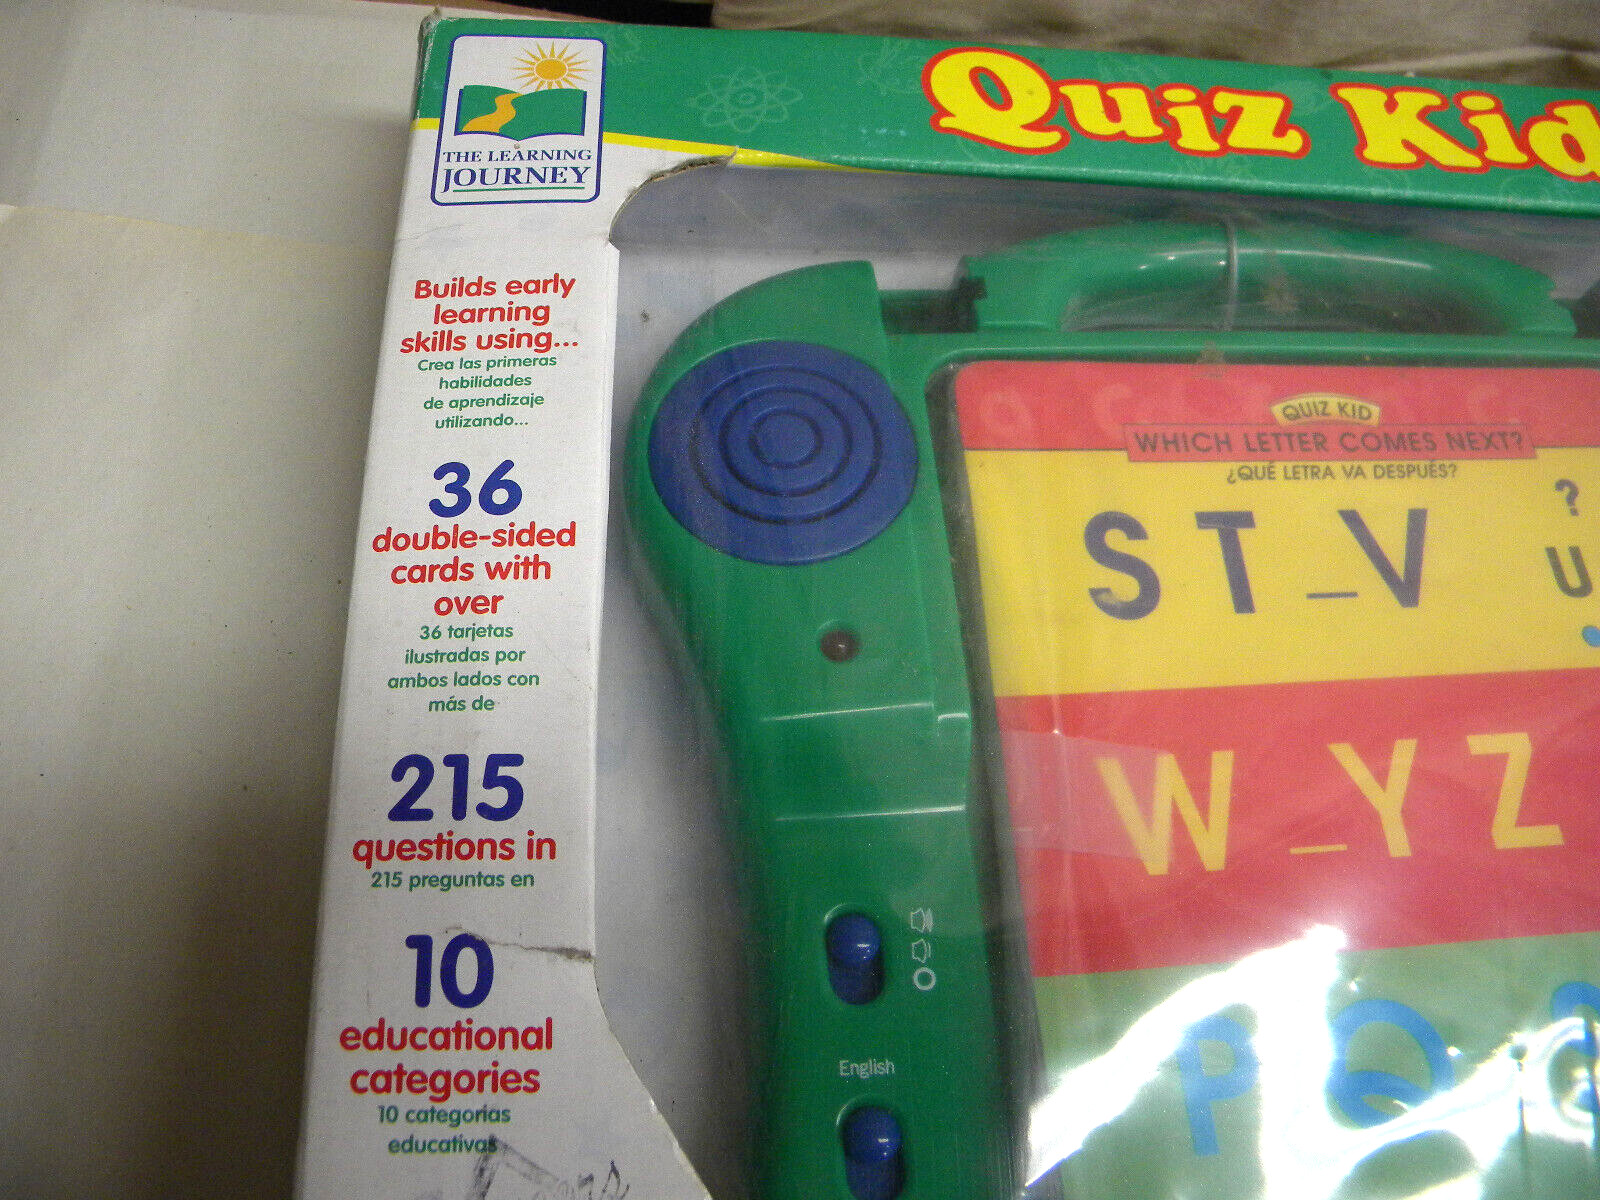 THE LEARNING
JOURNEY
Quiz Kid
Builds early
learning
skills using...
Crea las primeras
habilidades
de aprendizaje
utilizando...
36
double-sided
cards with
over
36 tarjetas
ilustradas por
ambos lados con
más de
215
questions in
215 preguntas en
10
educational
categories
10 categorías
educativas
QUIZ KID
WHICH LETTER COMES NEXT?
¿QUÉ LETRA VA DESPUÉS?
S T _ V
?
U
W _ Y Z
P Q
English